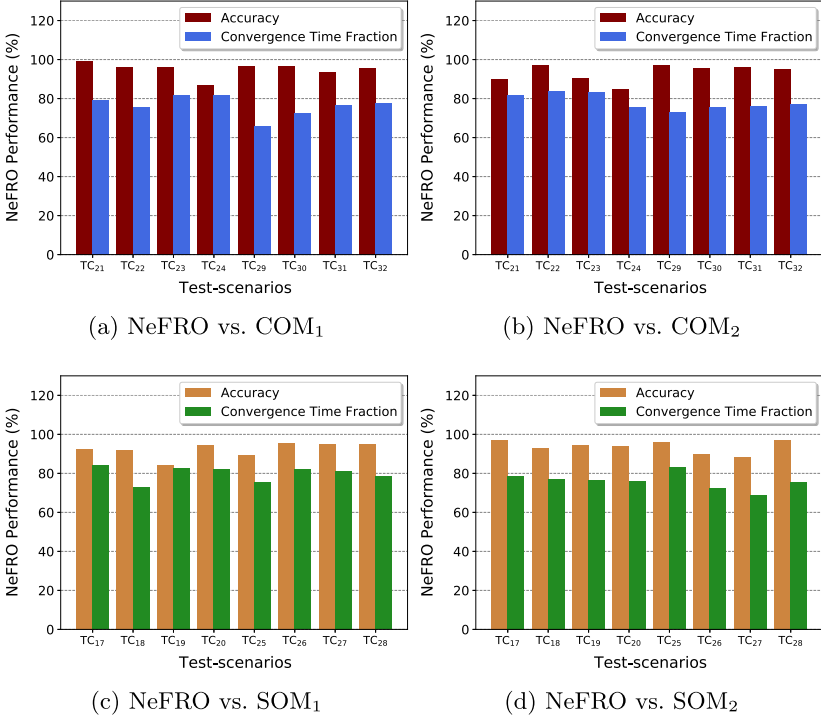 120
100
80
60
40
20
0
NeFRO Performance (%)
Accuracy
Convergence Time Fraction
TC₂₁ TC₂₂ TC₂₃ TC₂₄ TC₂₉ TC₃₀ TC₃₁ TC₃₂
Test-scenarios
(a) NeFRO vs. COM₁
120
100
80
60
40
20
0
NeFRO Performance (%)
Accuracy
Convergence Time Fraction
TC₂₁ TC₂₂ TC₂₃ TC₂₄ TC₂₉ TC₃₀ TC₃₁ TC₃₂
Test-scenarios
(b) NeFRO vs. COM₂
120
100
80
60
40
20
0
NeFRO Performance (%)
Accuracy
Convergence Time Fraction
TC₁₇ TC₁₈ TC₁₉ TC₂₀ TC₂₅ TC₂₆ TC₂₇ TC₂₈
Test-scenarios
(c) NeFRO vs. SOM₁
120
100
80
60
40
20
0
NeFRO Performance (%)
Accuracy
Convergence Time Fraction
TC₁₇ TC₁₈ TC₁₉ TC₂₀ TC₂₅ TC₂₆ TC₂₇ TC₂₈
Test-scenarios
(d) NeFRO vs. SOM₂